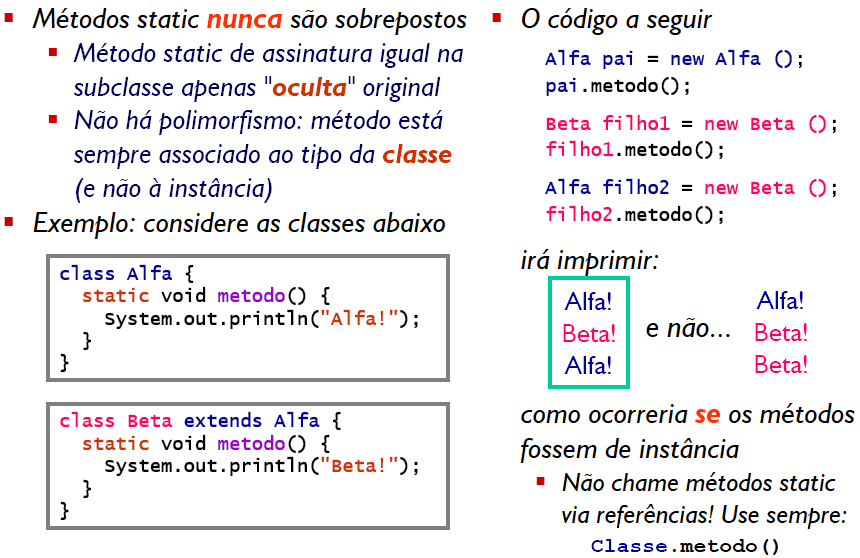 ▪ Métodos static nunca são sobrepostos
▪ Método static de assinatura igual na
subclasse apenas "oculta" original
▪ Não há polimorfismo: método está
sempre associado ao tipo da classe
(e não à instância)
▪ Exemplo: considere as classes abaixo
class Alfa {
  static void metodo() {
    System.out.println("Alfa!");
  }
}
class Beta extends Alfa {
  static void metodo() {
    System.out.println("Beta!");
  }
}
▪ O código a seguir
Alfa pai = new Alfa ();
pai.metodo();
Beta filho1 = new Beta ();
filho1.metodo();
Alfa filho2 = new Beta ();
filho2.metodo();
irá imprimir:
Alfa!
Beta!
Alfa!
e não...
Alfa!
Beta!
Beta!
como ocorreria se os métodos
fossem de instância
▪ Não chame métodos static
via referências! Use sempre:
Classe.metodo()